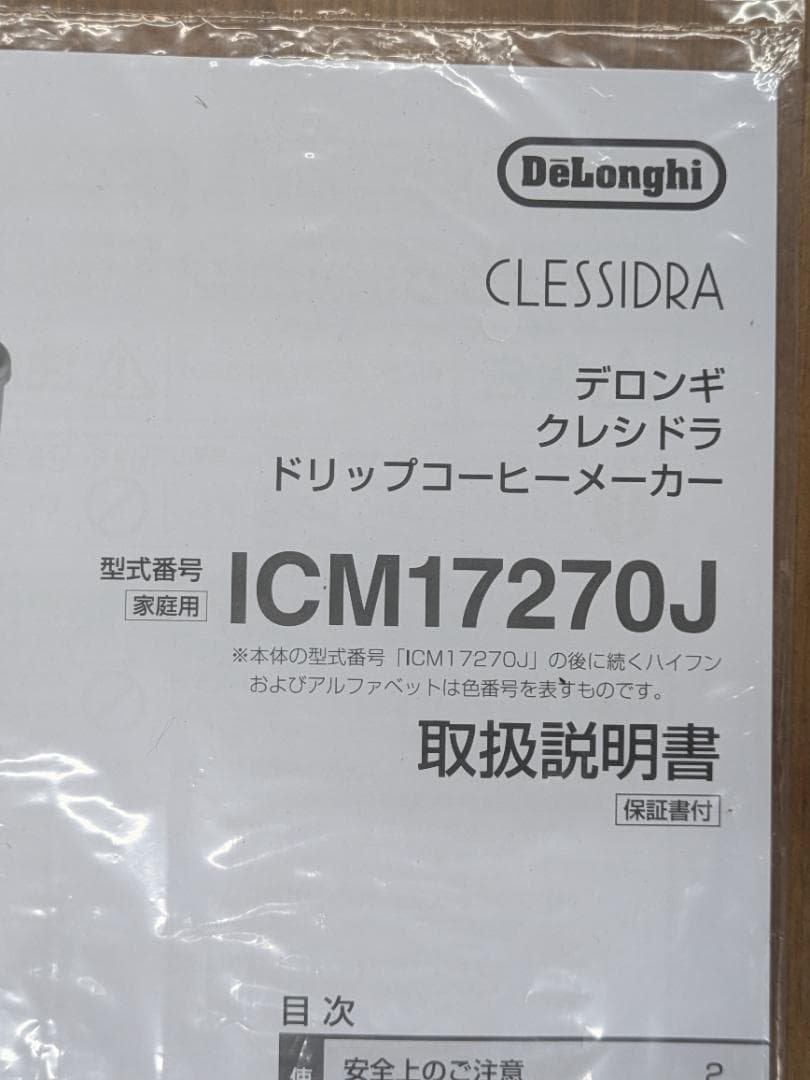 DēLonghi
CLESSIDRA
デロンギ
クレシドラ
ドリップコーヒーメーカー
型式番号 ICM17270J
家庭用
※本体の型式番号「ICM17270J」の後に続くハイフン
およびアルファベットは色番号を表すものです。
取扱説明書
保証書付
目次
使 安全上のご注意 2